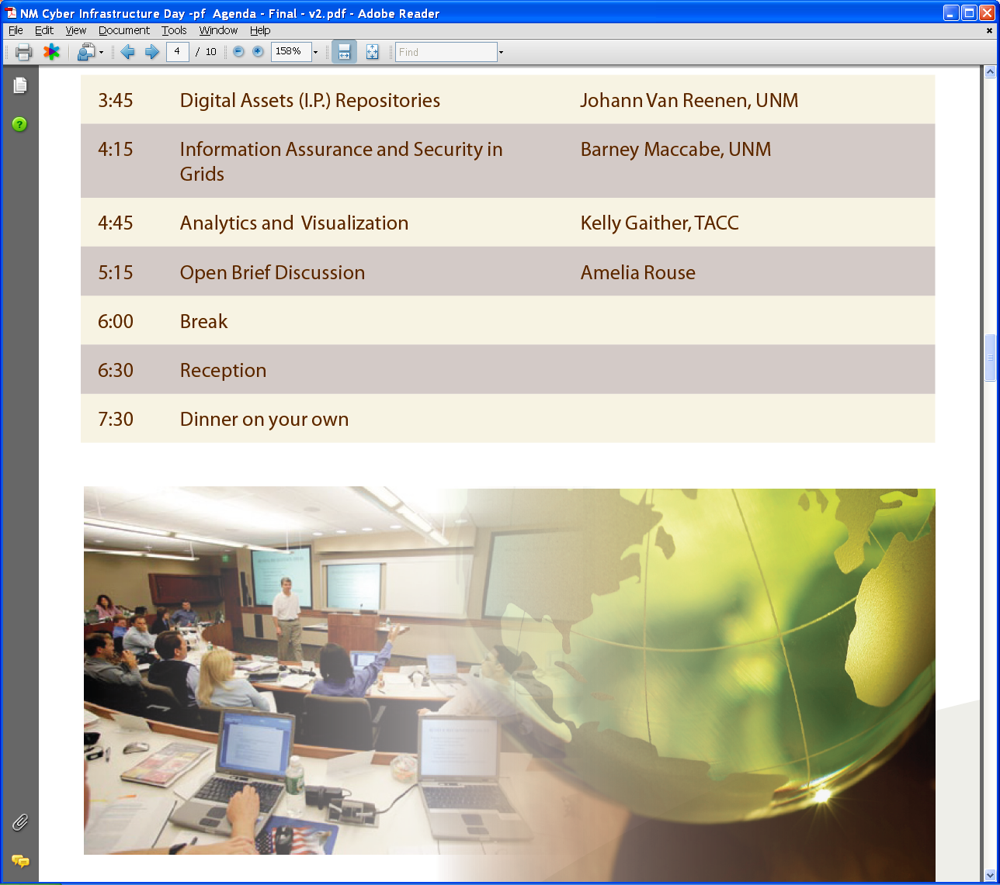 NM Cyber Infrastructure Day -pf  Agenda - Final - v2.pdf - Adobe Reader
File Edit View Document Tools Window Help
4 / 10 158% Find
3:45 Digital Assets (I.P.) Repositories Johann Van Reenen, UNM
4:15 Information Assurance and Security in Barney Maccabe, UNM
Grids
4:45 Analytics and  Visualization Kelly Gaither, TACC
5:15 Open Brief Discussion Amelia Rouse
6:00 Break
6:30 Reception
7:30 Dinner on your own